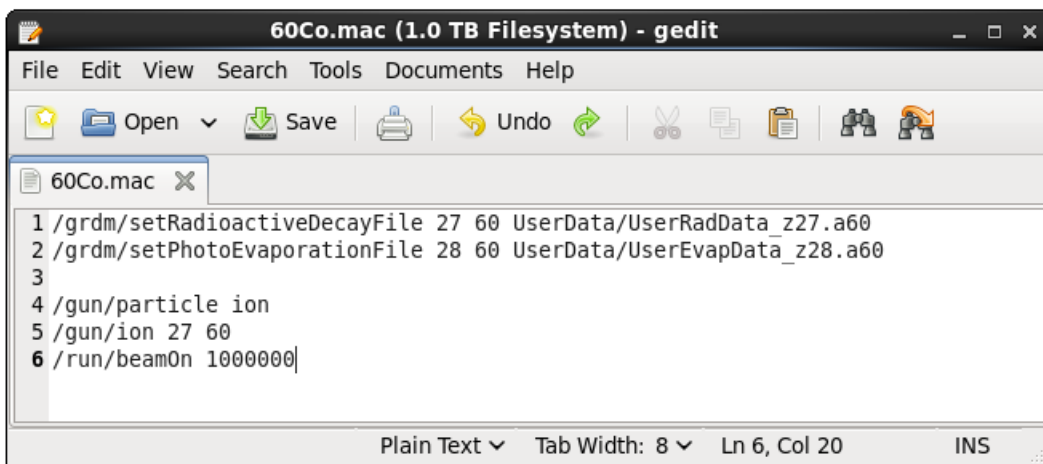 60Co.mac (1.0 TB Filesystem) - gedit
File Edit View Search Tools Documents Help
Open Save Undo
60Co.mac
1 /grdm/setRadioactiveDecayFile 27 60 UserData/UserRadData_z27.a60
2 /grdm/setPhotoEvaporationFile 28 60 UserData/UserEvapData_z28.a60
3
4 /gun/particle ion
5 /gun/ion 27 60
6 /run/beamOn 1000000
Plain Text Tab Width: 8 Ln 6, Col 20 INS